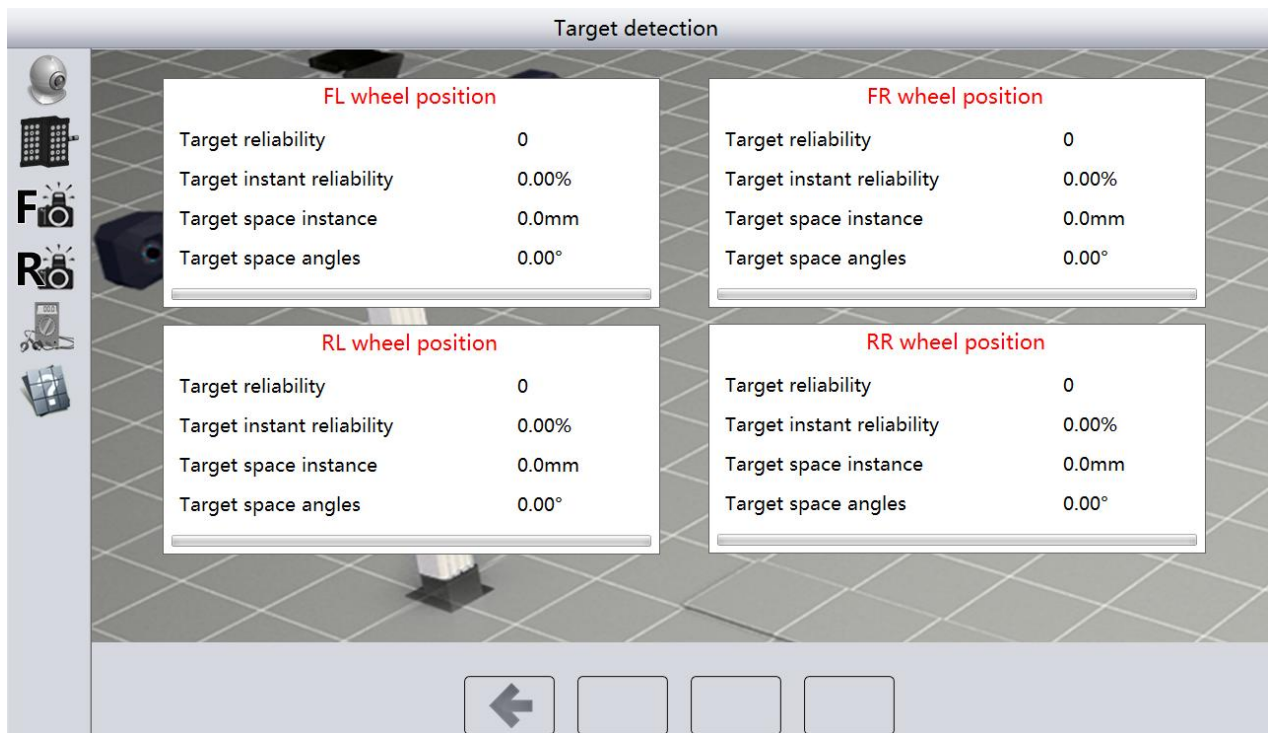 Target detection
FL wheel position
Target reliability 0
Target instant reliability 0.00%
Target space instance 0.0mm
Target space angles 0.00°
FR wheel position
Target reliability 0
Target instant reliability 0.00%
Target space instance 0.0mm
Target space angles 0.00°
RL wheel position
Target reliability 0
Target instant reliability 0.00%
Target space instance 0.0mm
Target space angles 0.00°
RR wheel position
Target reliability 0
Target instant reliability 0.00%
Target space instance 0.0mm
Target space angles 0.00°
F
R
?